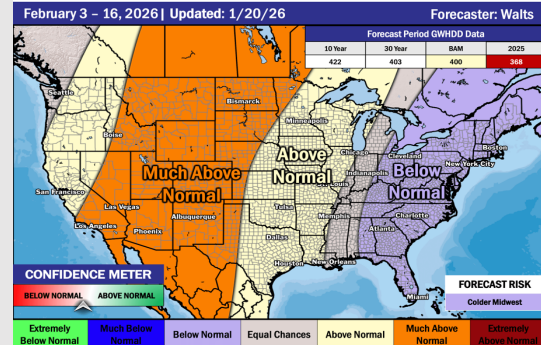 February 3 – 16, 2026 | Updated: 1/20/26
Forecaster: Walts
Forecast Period GWHDD Data
10 Year 30 Year BAM 2025
422 403 400 368
Seattle
Bismarck
Minneapolis
Boise
Boston
Chicago
Cleveland
New York City
Above
Normal
Much Above
Normal
Indianapolis
Below
Normal
St. Louis
San Francisco
Las Vegas
Tulsa
Memphis
Charlotte
Los Angeles
Albuquerque
Phoenix
Dallas
Atlanta
Houston
New Orleans
Miami
CONFIDENCE METER
BELOW NORMAL ABOVE NORMAL
FORECAST RISK
Colder Midwest
Extremely
Below Normal
Much Below
Normal
Below Normal
Equal Chances
Above Normal
Much Above
Normal
Extremely
Above Normal